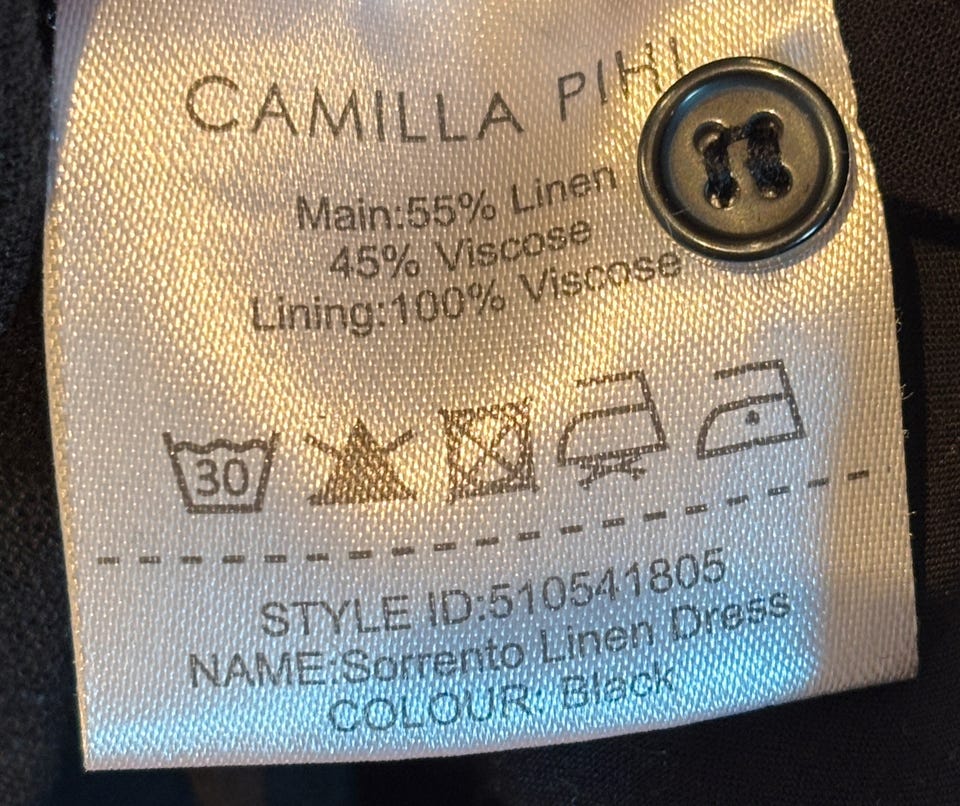 CAMILLA PIHL
Main:55% Linen
45% Viscose
Lining:100% Viscose
30
STYLE ID:510541805
NAME:Sorrento Linen Dress
COLOUR: Black